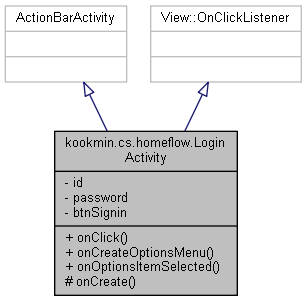 ActionBarActivity
View::OnClickListener
kookmin.cs.homeflow.Login
Activity
- id
- password
- btnSignin
+ onClick()
+ onCreateOptionsMenu()
+ onOptionsItemSelected()
# onCreate()